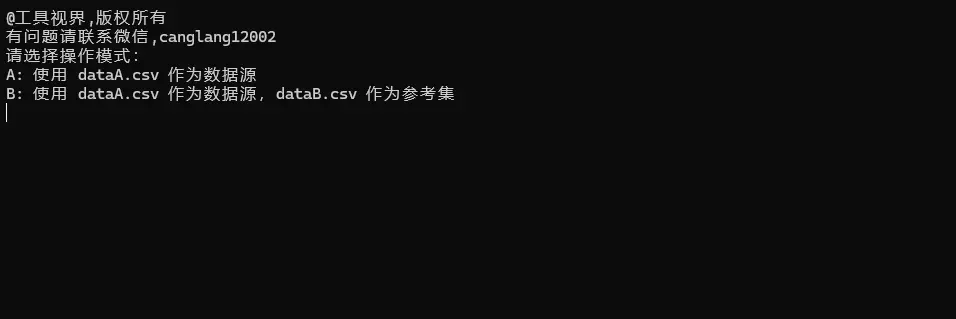 @工具视界,版权所有
有问题请联系微信,canglang12002
请选择操作模式:
A: 使用 dataA.csv 作为数据源
B: 使用 dataA.csv 作为数据源, dataB.csv 作为参考集